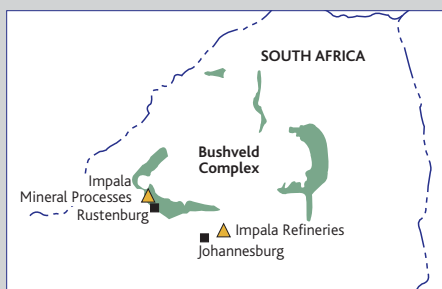 SOUTH AFRICA
Bushveld
Complex
Impala
Mineral Processes
Rustenburg
Impala Refineries
Johannesburg